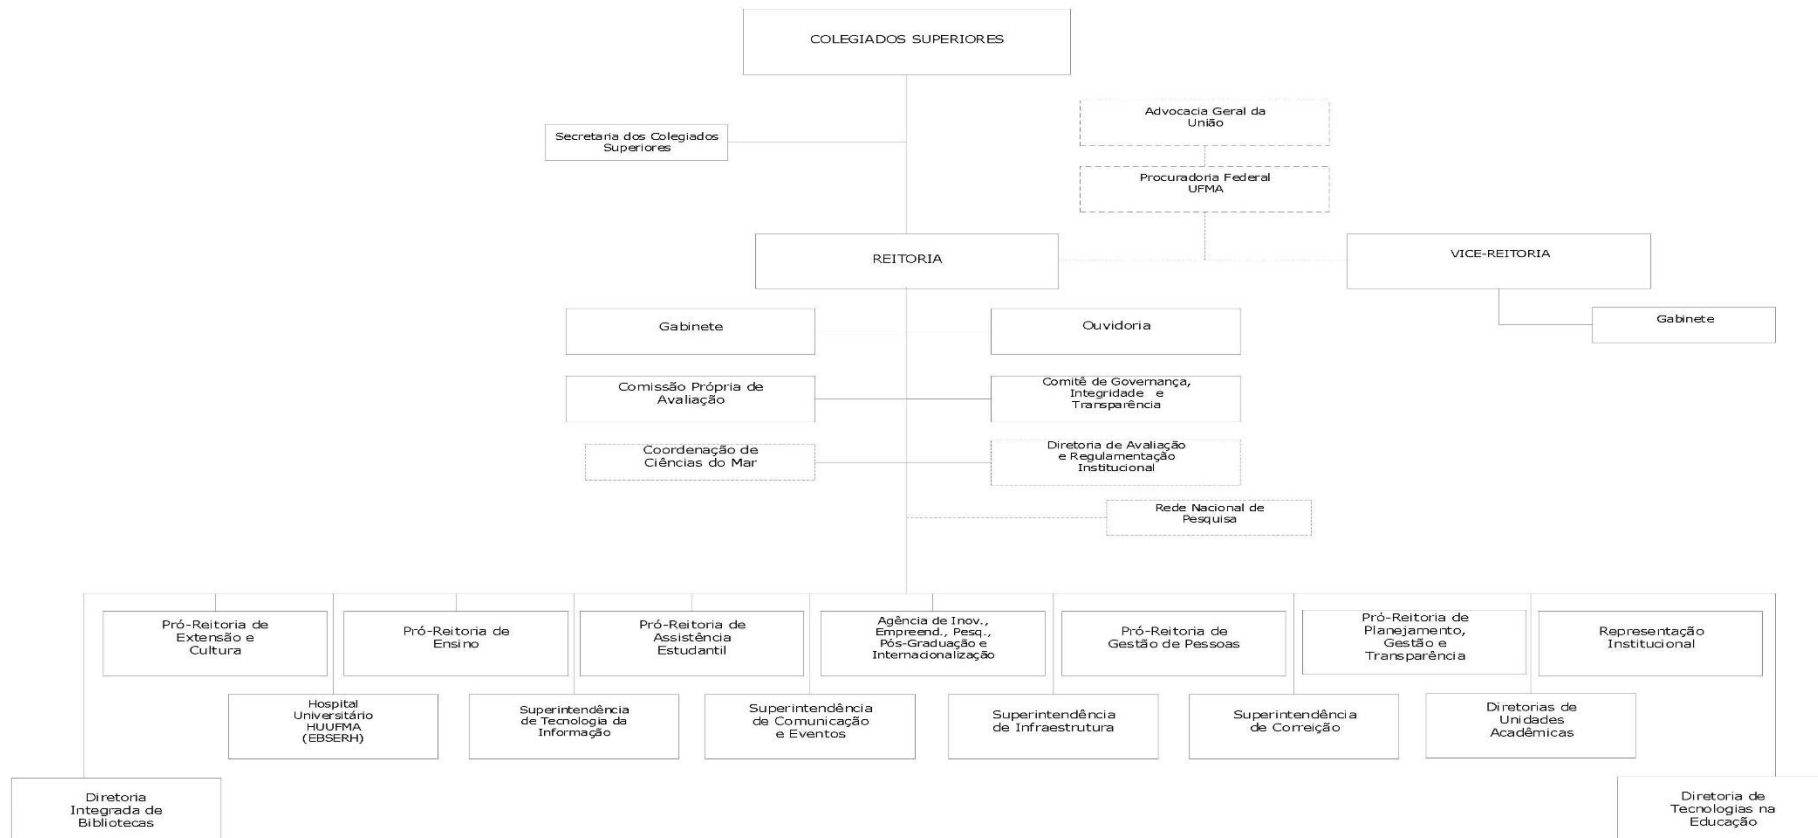 COLEGIADOS SUPERIORES
Advocacia Geral da
União
Secretaria dos Colegiados
Superiores
Procuradoria Federal
UFMA
REITORIA
VICE-REITORIA
Gabinete
Gabinete
Ouvidoria
Comissão Própria de
Avaliação
Comitê de Governança,
Integridade e
Transparência
Coordenação de
Ciências do Mar
Diretoria de Avaliação
e Regulamentação
Institucional
Rede Nacional de
Pesquisa
Pró-Reitoria de
Extensão e
Cultura
Pró-Reitoria de
Ensino
Pró-Reitoria de
Assistência
Estudantil
Agência de Inov.,
Empreend., Pesq.,
Pós-Graduação e
Internacionalização
Pró-Reitoria de
Gestão de Pessoas
Pró-Reitoria de
Planejamento,
Gestão e
Transparência
Representação
Institucional
Hospital
Universitário
HUUFMA
(EBSERH)
Superintendência
de Tecnologia da
Informação
Superintendência
de Comunicação
e Eventos
Superintendência
de Infraestrutura
Superintendência
de Correição
Diretorias de
Unidades
Acadêmicas
Diretoria
Integrada de
Bibliotecas
Diretoria de
Tecnologias na
Educação